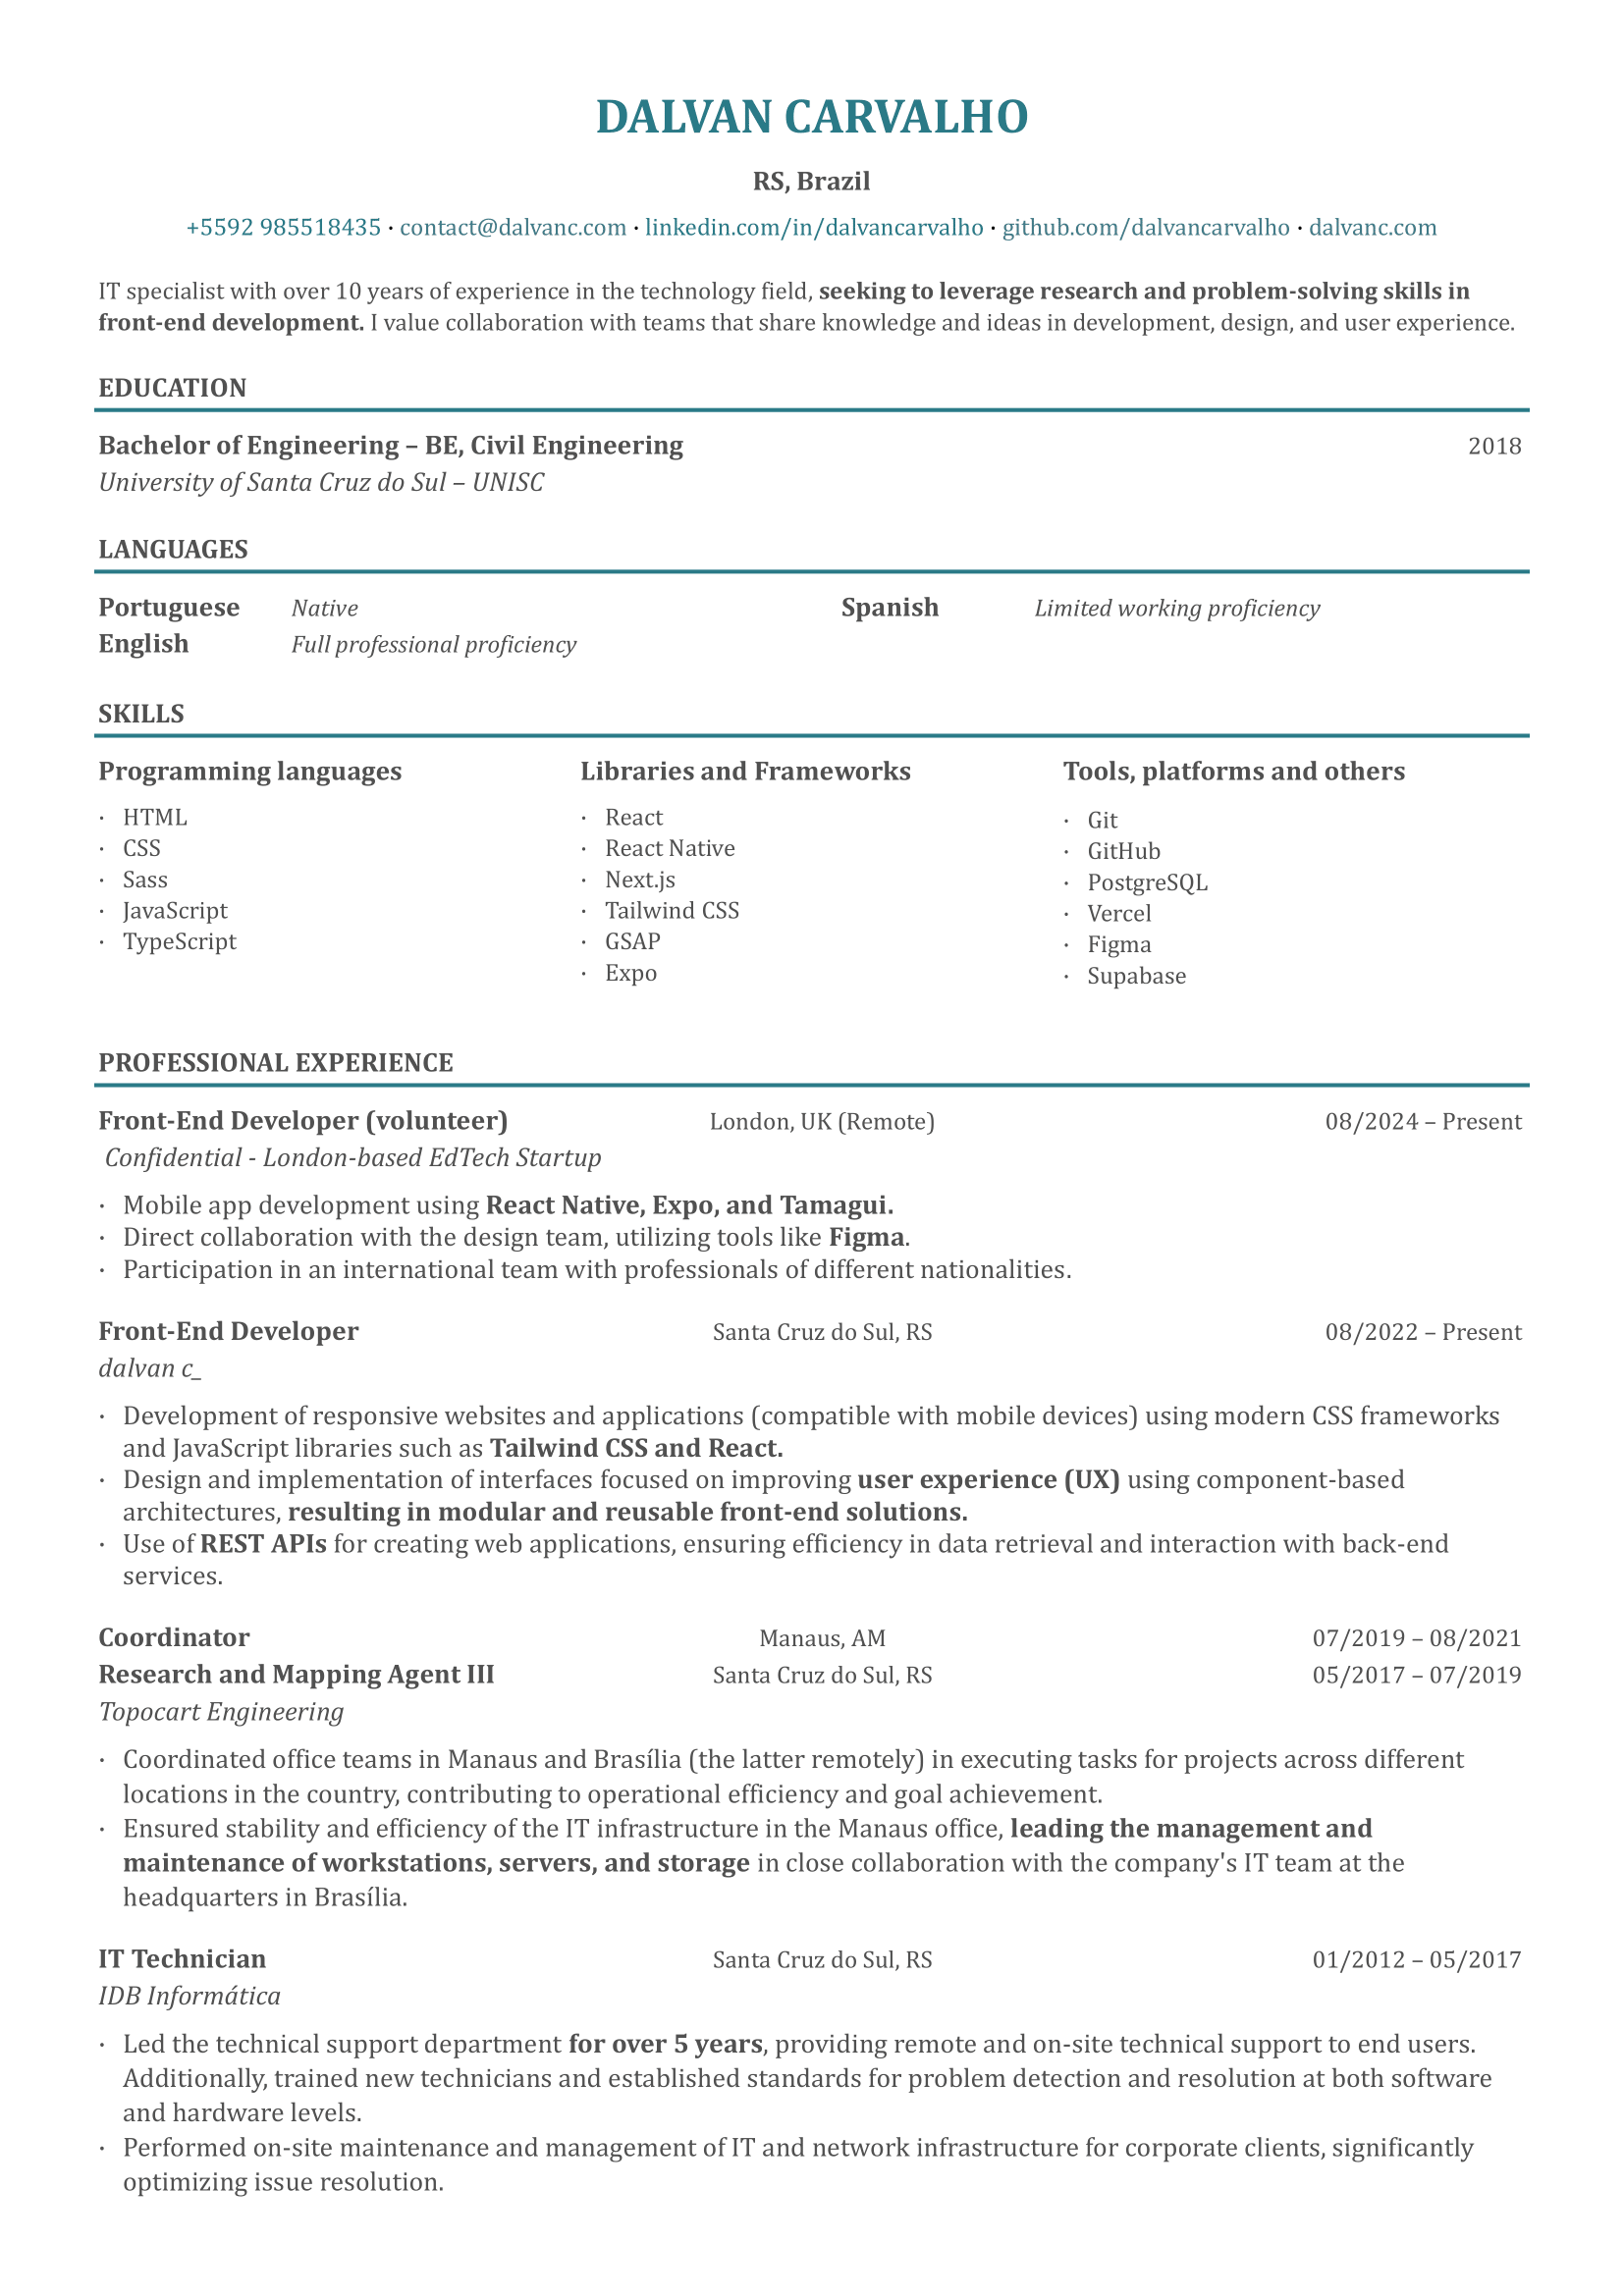 DALVAN CARVALHO
RS, Brazil
+5592 985518435 · contact@dalvanc.com · linkedin.com/in/dalvancarvalho · github.com/dalvancarvalho · dalvanc.com
IT specialist with over 10 years of experience in the technology field, seeking to leverage research and problem-solving skills in
front-end development. I value collaboration with teams that share knowledge and ideas in development, design, and user experience.
EDUCATION
Bachelor of Engineering – BE, Civil Engineering 2018
University of Santa Cruz do Sul – UNISC
LANGUAGES
Portuguese Native Spanish Limited working proficiency
English Full professional proficiency
SKILLS
Programming languages
· HTML
· CSS
· Sass
· JavaScript
· TypeScript
Libraries and Frameworks
· React
· React Native
· Next.js
· Tailwind CSS
· GSAP
· Expo
Tools, platforms and others
· Git
· GitHub
· PostgreSQL
· Vercel
· Figma
· Supabase
PROFESSIONAL EXPERIENCE
Front-End Developer (volunteer) London, UK (Remote) 08/2024 – Present
Confidential - London-based EdTech Startup
· Mobile app development using React Native, Expo, and Tamagui.
· Direct collaboration with the design team, utilizing tools like Figma.
· Participation in an international team with professionals of different nationalities.
Front-End Developer Santa Cruz do Sul, RS 08/2022 – Present
dalvan c_
· Development of responsive websites and applications (compatible with mobile devices) using modern CSS frameworks
and JavaScript libraries such as Tailwind CSS and React.
· Design and implementation of interfaces focused on improving user experience (UX) using component-based
architectures, resulting in modular and reusable front-end solutions.
· Use of REST APIs for creating web applications, ensuring efficiency in data retrieval and interaction with back-end
services.
Coordinator Manaus, AM 07/2019 – 08/2021
Research and Mapping Agent III Santa Cruz do Sul, RS 05/2017 – 07/2019
Topocart Engineering
· Coordinated office teams in Manaus and Brasília (the latter remotely) in executing tasks for projects across different
locations in the country, contributing to operational efficiency and goal achievement.
· Ensured stability and efficiency of the IT infrastructure in the Manaus office, leading the management and
maintenance of workstations, servers, and storage in close collaboration with the company's IT team at the
headquarters in Brasília.
IT Technician Santa Cruz do Sul, RS 01/2012 – 05/2017
IDB Informática
· Led the technical support department for over 5 years, providing remote and on-site technical support to end users.
Additionally, trained new technicians and established standards for problem detection and resolution at both software
and hardware levels.
· Performed on-site maintenance and management of IT and network infrastructure for corporate clients, significantly
optimizing issue resolution.